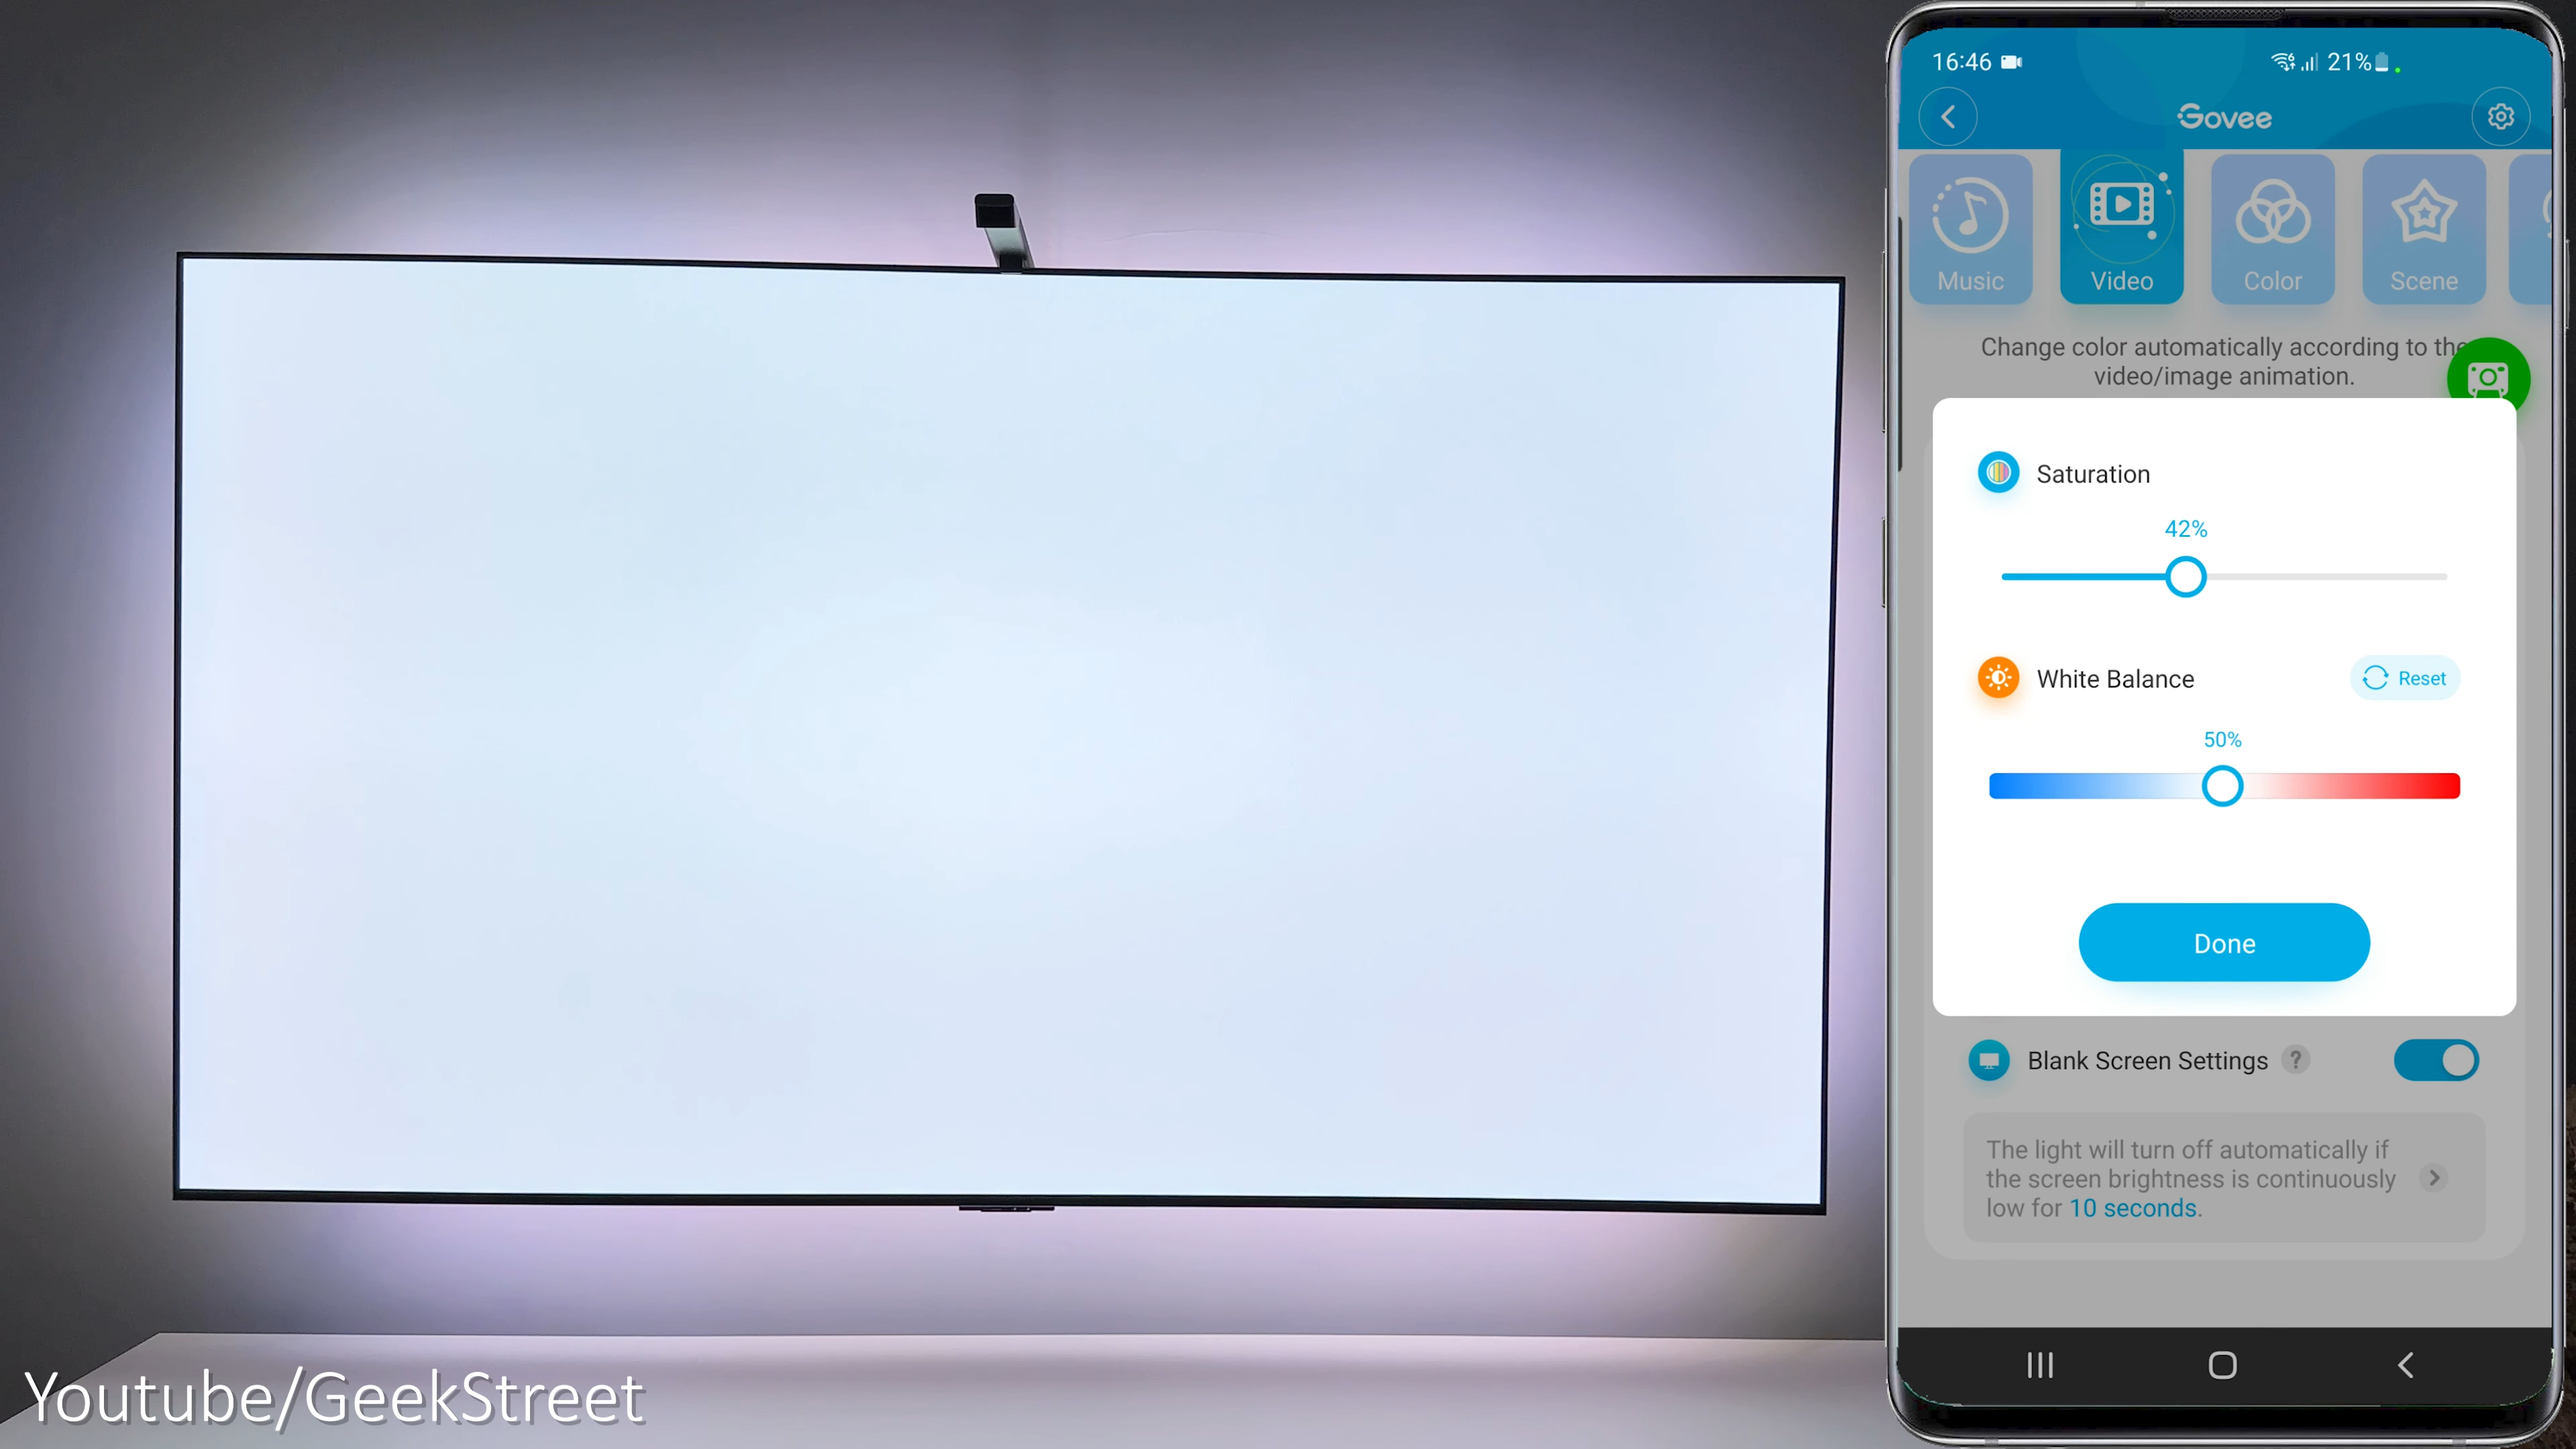 16:46
21%
Govee
Music
Video
Color
Scene
Change color automatically according to the
video/image animation.
Saturation
42%
White Balance
Reset
50%
Done
Blank Screen Settings ?
The light will turn off automatically if
the screen brightness is continuously
low for 10 seconds.
Youtube/GeekStreet